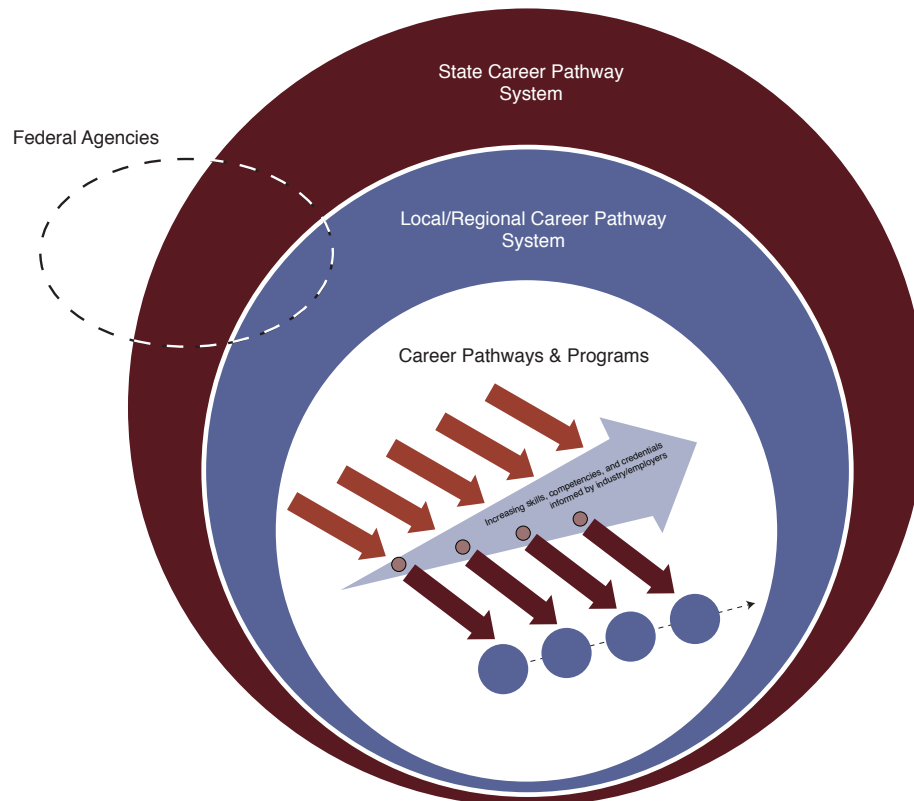 State Career Pathway
System
Federal Agencies
Local/Regional Career Pathway
System
Career Pathways & Programs
Increasing skills, competencies, and credentials
informed by industry/employers